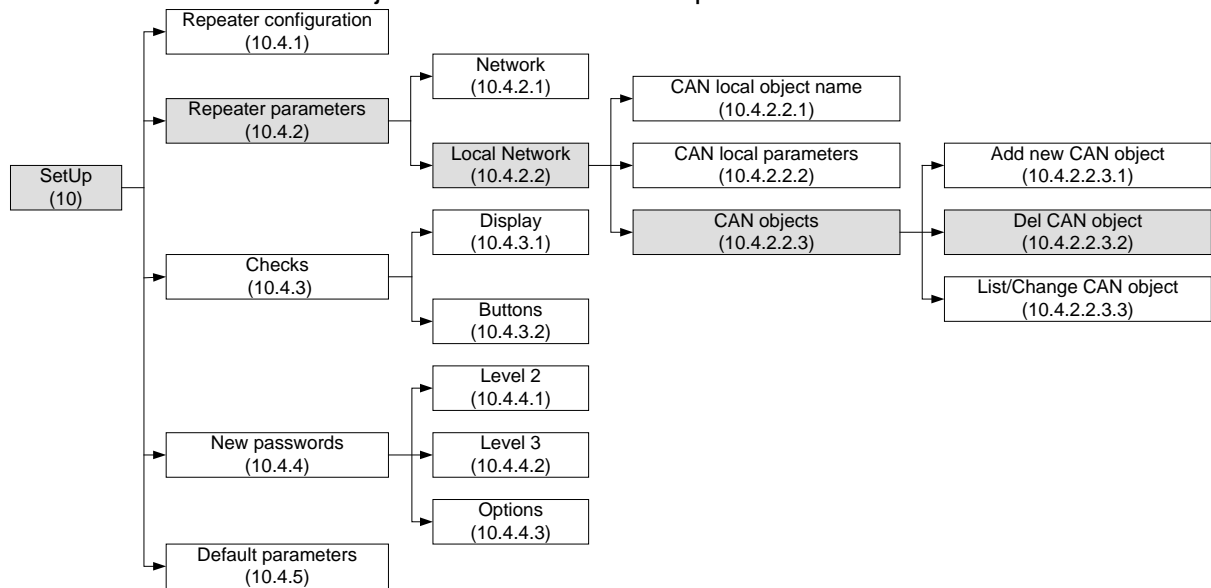 Repeater configuration
(10.4.1)
Repeater parameters
(10.4.2)
Network
(10.4.2.1)
Local Network
(10.4.2.2)
CAN local object name
(10.4.2.2.1)
CAN local parameters
(10.4.2.2.2)
CAN objects
(10.4.2.2.3)
Add new CAN object
(10.4.2.2.3.1)
Del CAN object
(10.4.2.2.3.2)
List/Change CAN object
(10.4.2.2.3.3)
SetUp
(10)
Checks
(10.4.3)
Display
(10.4.3.1)
Buttons
(10.4.3.2)
New passwords
(10.4.4)
Level 2
(10.4.4.1)
Level 3
(10.4.4.2)
Options
(10.4.4.3)
Default parameters
(10.4.5)